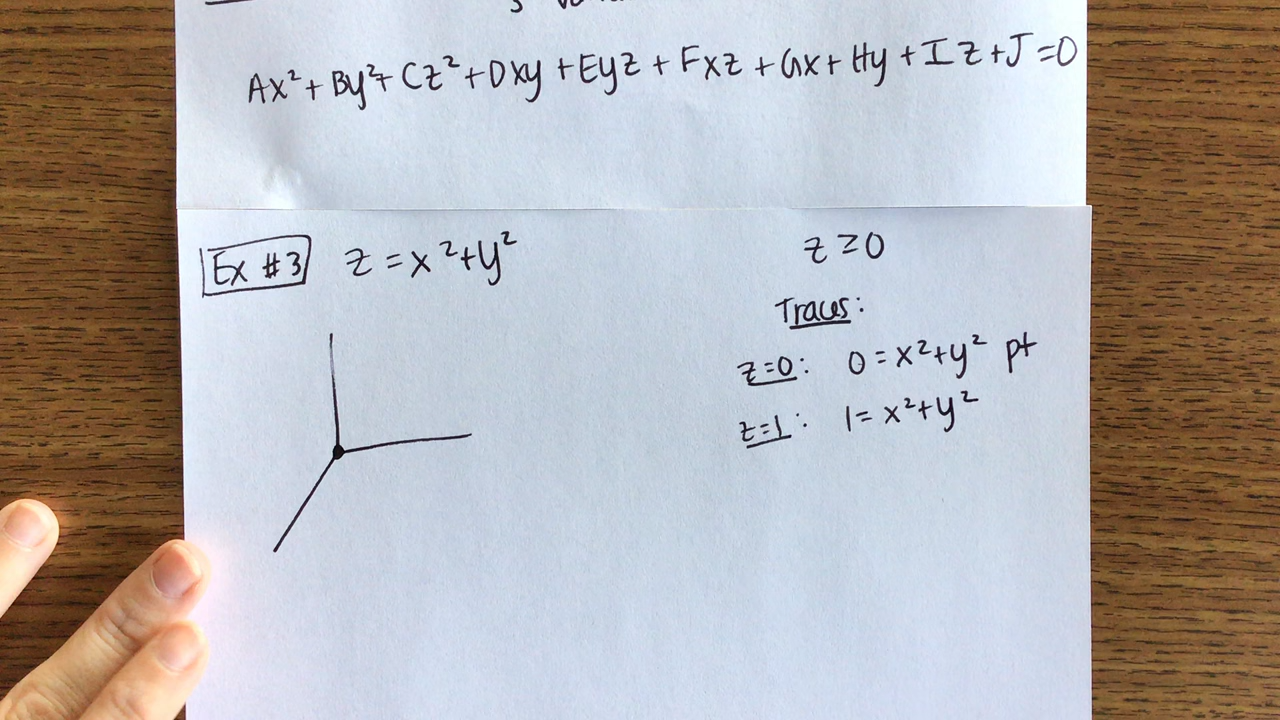 Ax² + By² + Cz² + Dxy + Eyz + Fxz + Gx + Hy + Iz + J = 0
Ex #3 z = x² + y²
z ≥ 0
Traces:
z=0: 0 = x² + y² pt
z=1: 1 = x² + y²